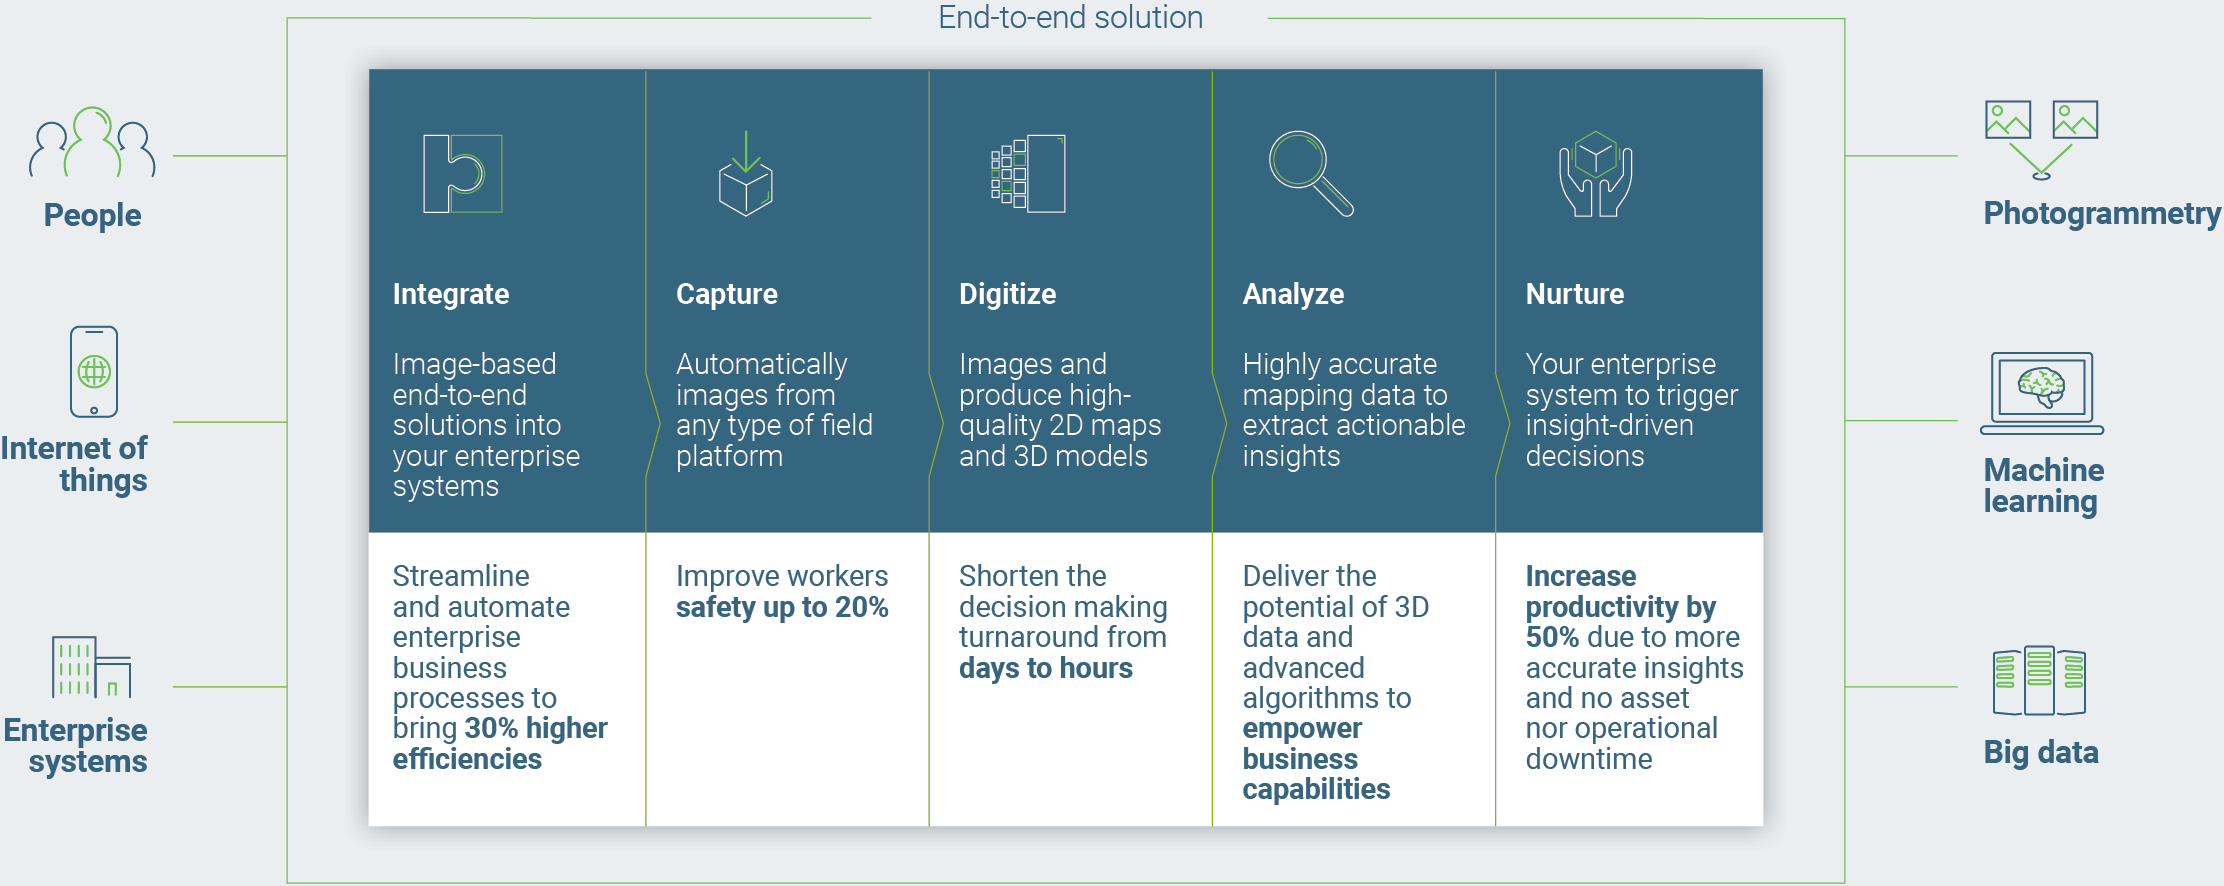 End-to-end solution
People
Internet of
things
Enterprise
systems
Integrate
Image-based
end-to-end
solutions into
your enterprise
systems
Streamline
and automate
enterprise
business
processes to
bring 30% higher
efficiencies
Capture
Automatically
images from
any type of field
platform
Improve workers
safety up to 20%
Digitize
Images and
produce high-
quality 2D maps
and 3D models
Shorten the
decision making
turnaround from
days to hours
Analyze
Highly accurate
mapping data to
extract actionable
insights
Deliver the
potential of 3D
data and
advanced
algorithms to
empower
business
capabilities
Nurture
Your enterprise
system to trigger
insight-driven
decisions
Increase
productivity by
50% due to more
accurate insights
and no asset
nor operational
downtime
Photogrammetry
Machine
learning
Big data